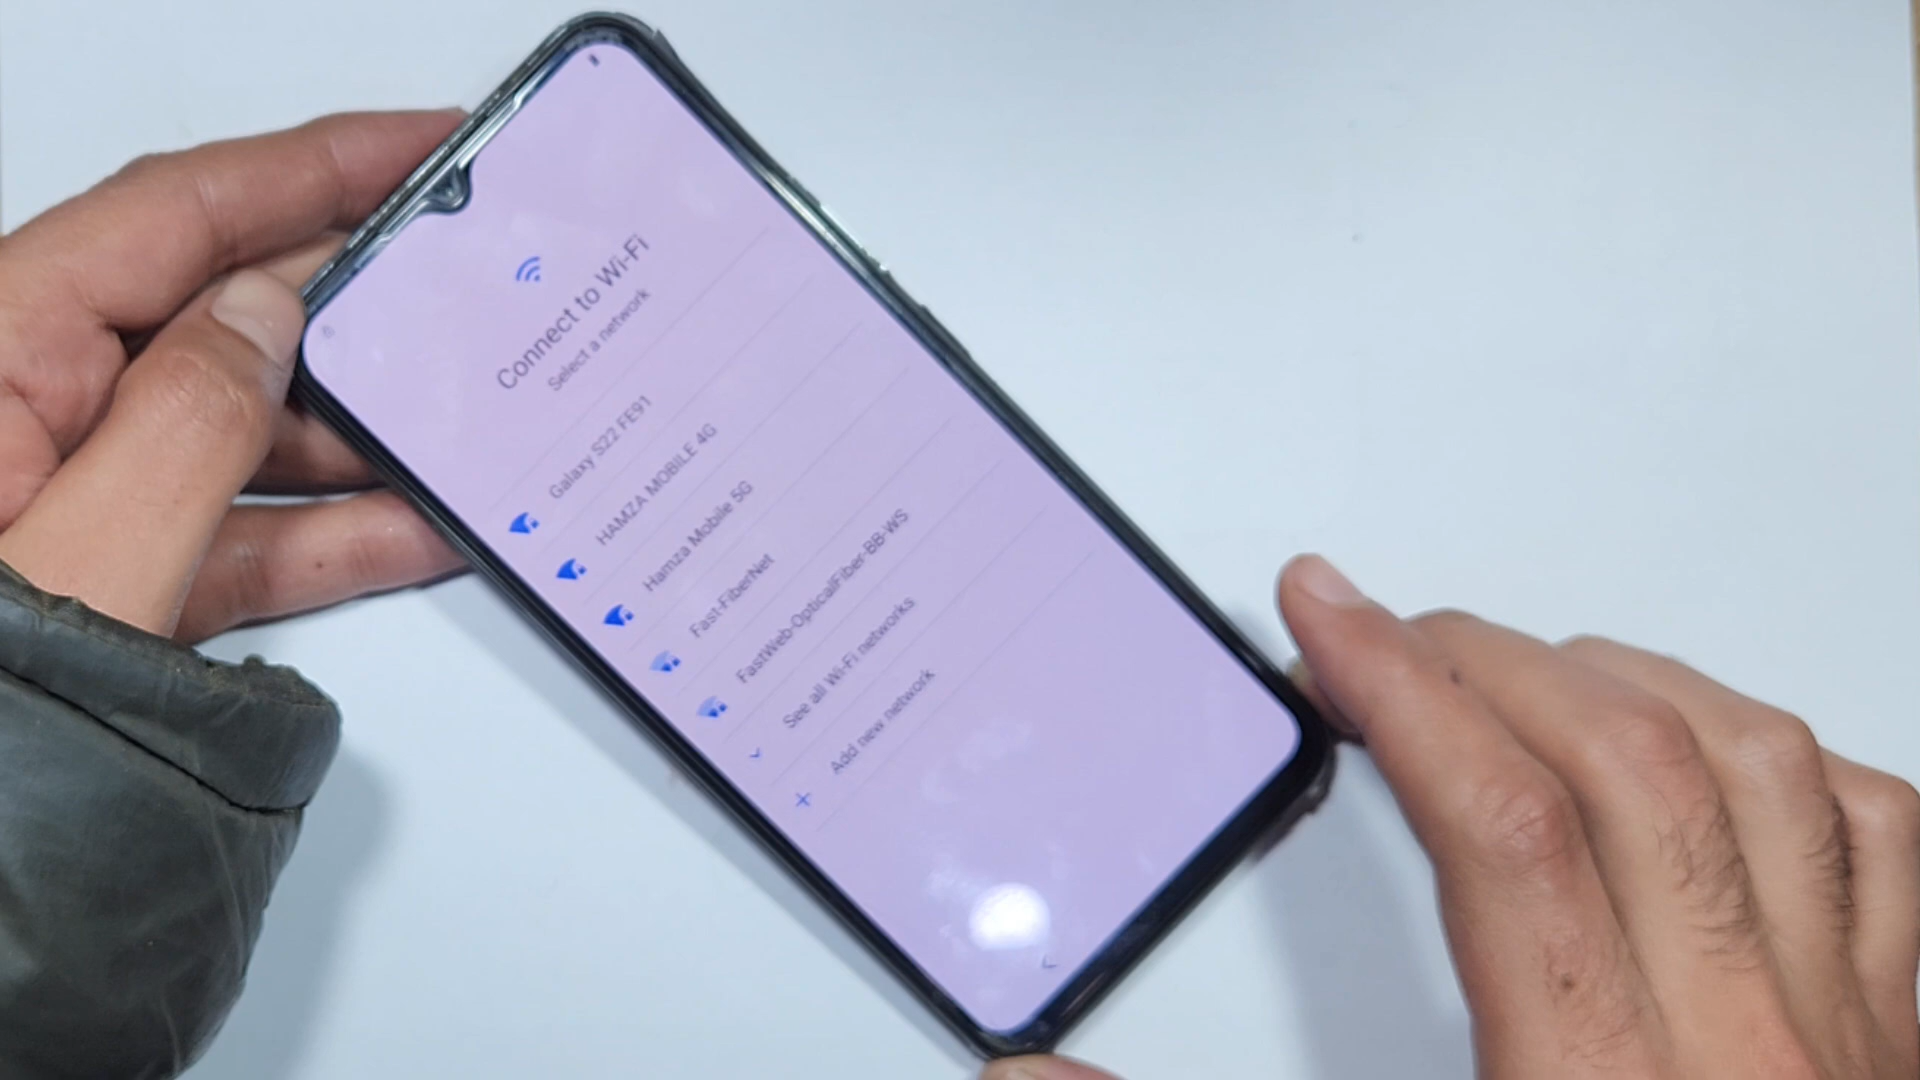 Connect to Wi-Fi
Select a network
Galaxy S22 FE91
HAMZA MOBILE 4G
Hamza Mobile 5G
Fast-FiberNet
FastWeb-OpticalFiber-BB-WS
See all Wi-Fi networks
Add new network